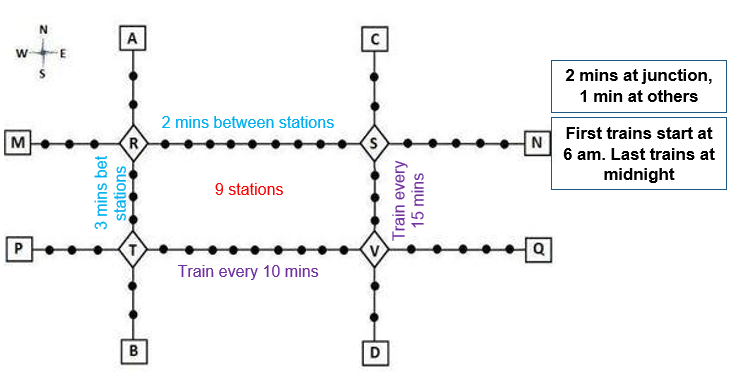 N
W E
S
A
C
2 mins at junction,
1 min at others
2 mins between stations
First trains start at
6 am. Last trains at
midnight
M
R
S
N
3 mins bet
stations
9 stations
Train every
15 mins
P
T
V
Q
Train every 10 mins
B
D